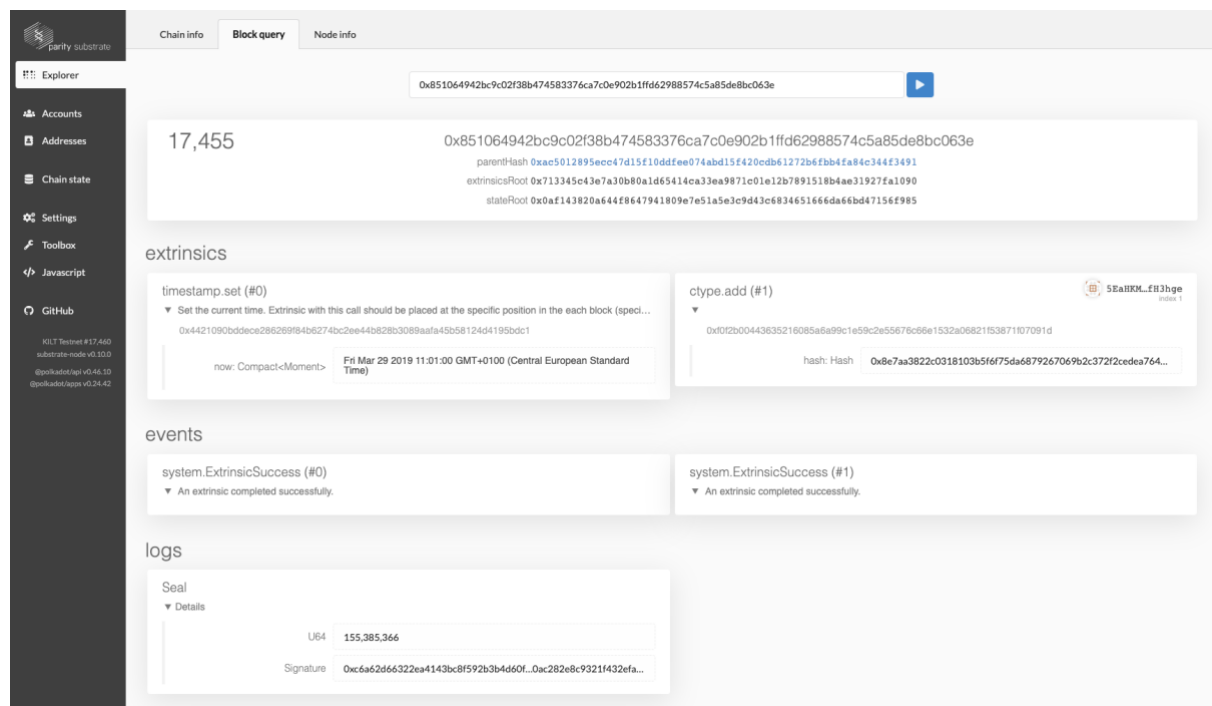 parity substrate
Explorer
Accounts
Addresses
Chain state
Settings
Toolbox
Javascript
GitHub
KILT Testnet #17,460
substrate-node v0.10.0
@polkadot/api v0.46.10
@polkadot/apps v0.24.42
Chain info Block query Node info
0x851064942bc9c02f38b474583376ca7c0e902b1ffd62988574c5a85de8bc063e
17,455 0x851064942bc9c02f38b474583376ca7c0e902b1ffd62988574c5a85de8bc063e
parentHash 0xac5012895ecc47d15f10ddfee074abd15f420cdb61272b6fbb4fa84c344f3491
extrinsicsRoot 0x713345c43e7a30b80a1d65414ca33ea9871c01e12b7891518b4ae31927fa1090
stateRoot 0x0af143820a644f8647941809e7e51a5e3c9d43c6834651666da66bd47156f985
extrinsics
timestamp.set (#0)
Set the current time. Extrinsic with this call should be placed at the specific position in the each block (speci...
0x4421090bddece286269f84b6274bc2ee44b828b3089aafa45b58124d4195bdc1
now: Compact<Moment> Fri Mar 29 2019 11:01:00 GMT+0100 (Central European Standard
Time)
ctype.add (#1) 5EaHKM…fH3hge
index 1
0xf0f2b00443635216085a6a99c1e59c2e55676c66e1532a06821f53871f07091d
hash: Hash 0x8e7aa3822c0318103b5f6f75da6879267069b2c372f2cedea764...
events
system.ExtrinsicSuccess (#0)
An extrinsic completed successfully.
system.ExtrinsicSuccess (#1)
An extrinsic completed successfully.
logs
Seal
Details
U64 155,385,366
Signature 0xc6a62d66322ea4143bc8f592b3b4d60f...0ac282e8c9321f432efa...